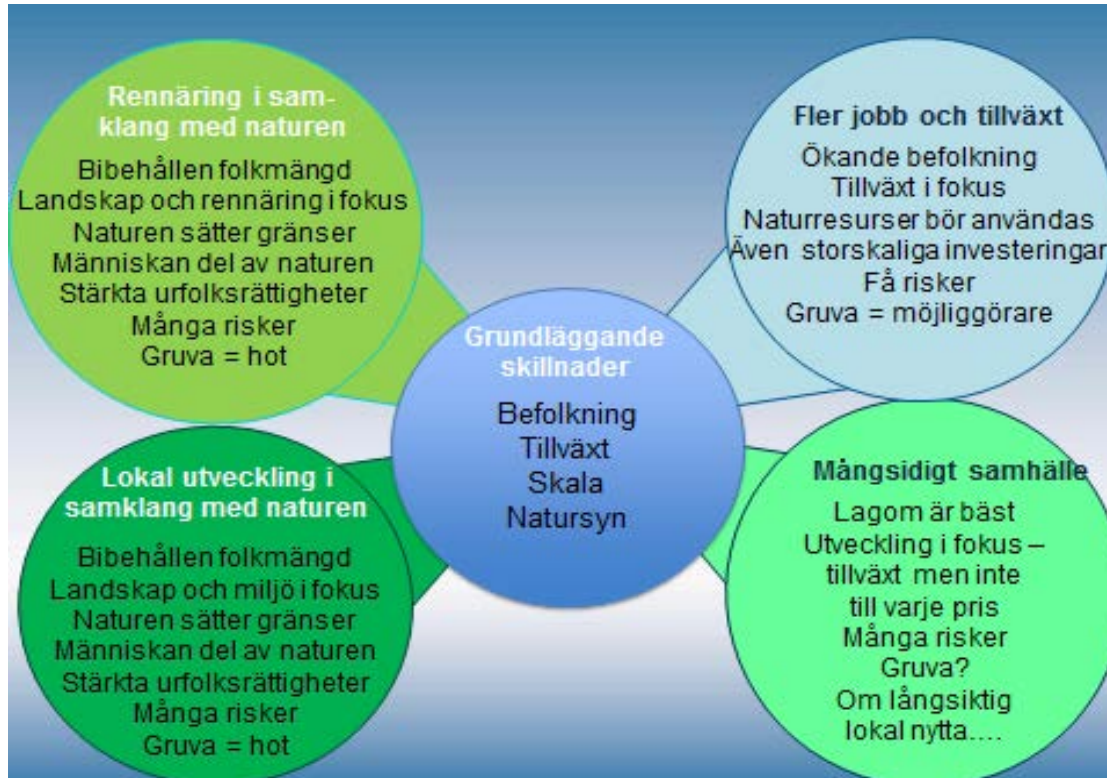 Rennäring i sam-
klang med naturen
Bibehållen folkmängd
Landskap och rennäring i fokus
Naturen sätter gränser
Människan del av naturen
Stärkta urfolksrättigheter
Många risker
Gruva = hot
Fler jobb och tillväxt
Ökande befolkning
Tillväxt i fokus
Naturresurser bör användas
Även storskaliga investeringar
Få risker
Gruva = möjliggörare
Grundläggande
skillnader
Befolkning
Tillväxt
Skala
Natursyn
Lokal utveckling i
samklang med naturen
Bibehållen folkmängd
Landskap och miljö i fokus
Naturen sätter gränser
Människan del av naturen
Stärkta urfolksrättigheter
Många risker
Gruva = hot
Mångsidigt samhälle
Lagom är bäst
Utveckling i fokus –
tillväxt men inte
till varje pris
Många risker
Gruva?
Om långsiktig
lokal nytta....